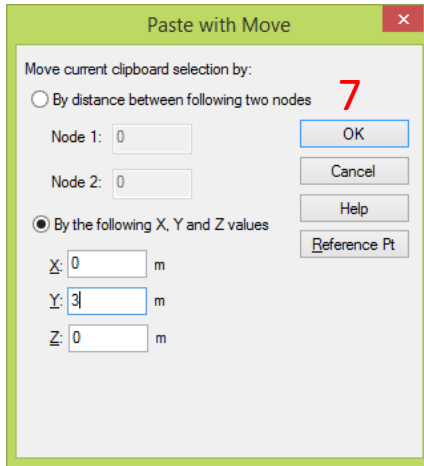 Paste with Move
×
Move current clipboard selection by:
By distance between following two nodes
7
Node 1: 0
OK
Node 2: 0
Cancel
By the following X, Y and Z values
Help
X: 0 m
Reference Pt
Y: 3 m
Z: 0 m